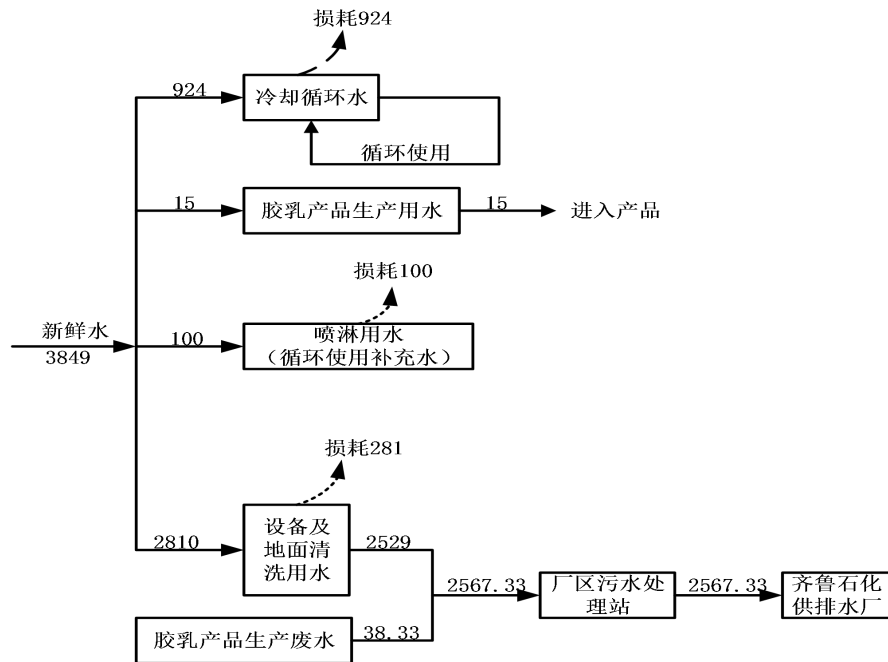 损耗924
924
冷却循环水
循环使用
15
胶乳产品生产用水
15
进入产品
损耗100
新鲜水
3849
100
喷淋用水
（循环使用补充水）
损耗281
2810
设备及
地面清
洗用水
2529
2567.33
厂区污水处
理站
2567.33
齐鲁石化
供排水厂
胶乳产品生产废水
38.33